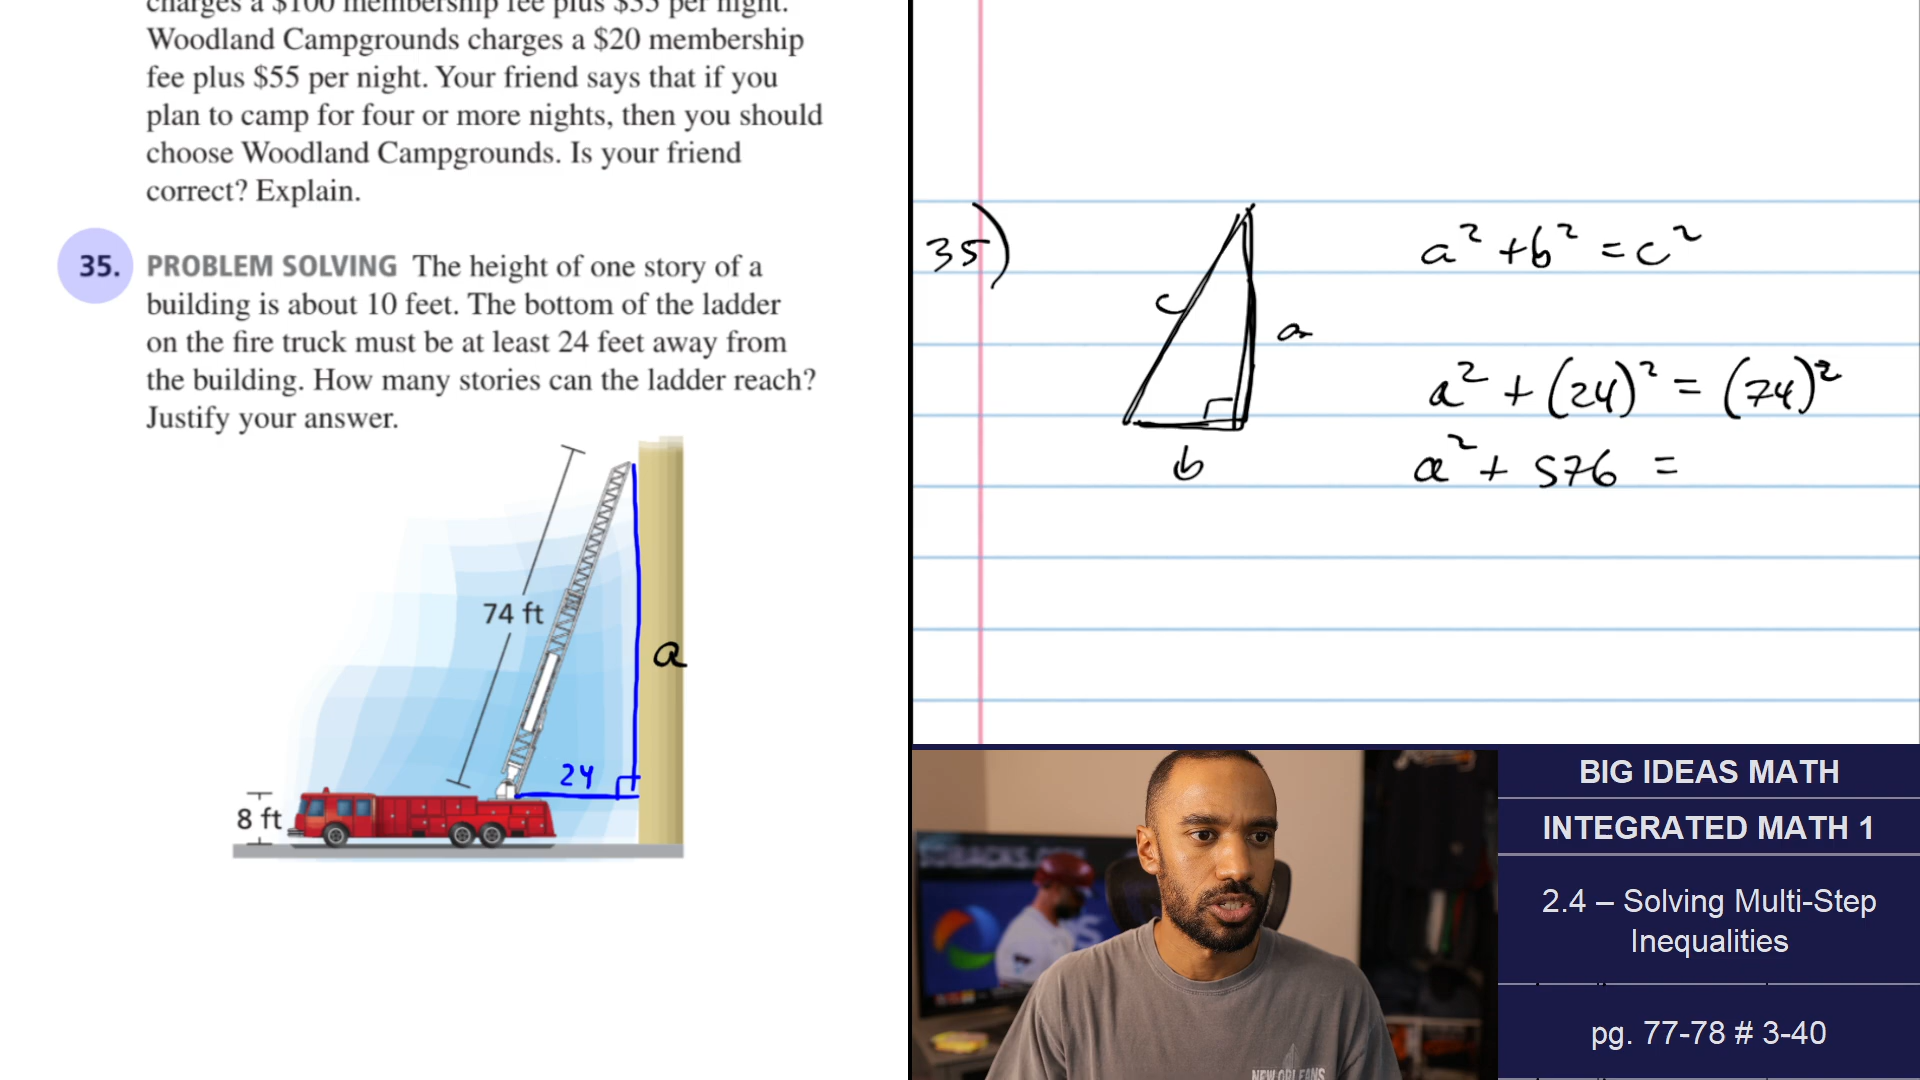 charges a $100 membership fee plus $35 per night.
Woodland Campgrounds charges a $20 membership
fee plus $55 per night. Your friend says that if you
plan to camp for four or more nights, then you should
choose Woodland Campgrounds. Is your friend
correct? Explain.
35. PROBLEM SOLVING The height of one story of a
building is about 10 feet. The bottom of the ladder
on the fire truck must be at least 24 feet away from
the building. How many stories can the ladder reach?
Justify your answer.
74 ft
a
24
8 ft
35)
c
a
b
a² + b² = c²
a² + (24)² = (74)²
a² + 576 =
NEW ORLEANS
BIG IDEAS MATH
INTEGRATED MATH 1
2.4 – Solving Multi-Step
Inequalities
pg. 77-78 # 3-40